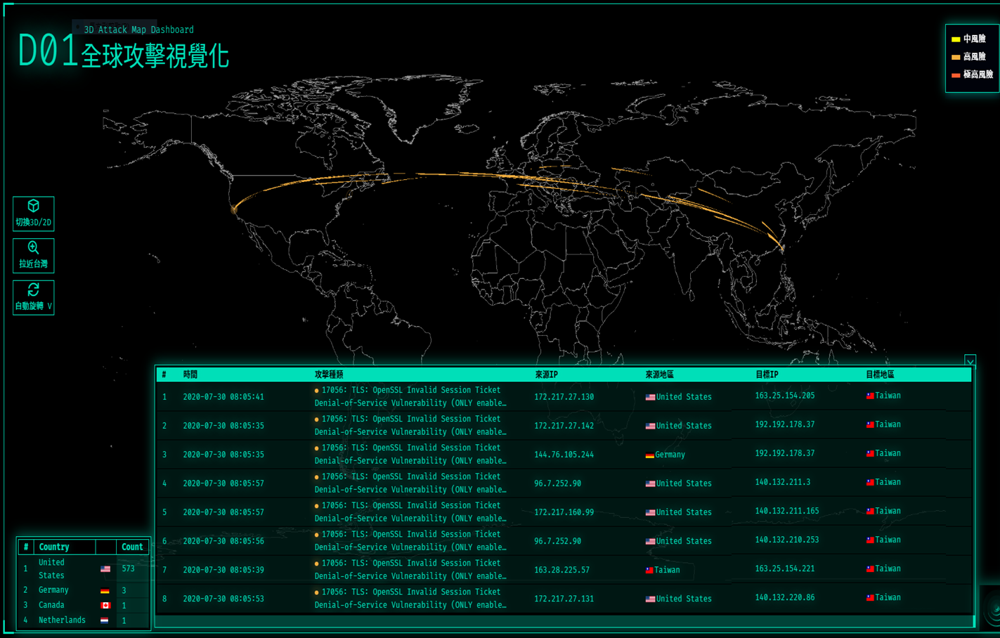 3D Attack Map Dashboard
D01全球攻擊視覺化
中風險
高風險
極高風險
切換3D/2D
拉近台灣
自動旋轉 V
# 時間 攻擊種類 來源IP 來源地區 目標IP 目標地區
1 2020-07-30 08:05:41 17056: TLS: OpenSSL Invalid Session Ticket 172.217.27.130 United States 163.25.154.205 Taiwan
Denial-of-Service Vulnerability (ONLY enable…
2 2020-07-30 08:05:35 17056: TLS: OpenSSL Invalid Session Ticket 172.217.27.142 United States 192.192.178.37 Taiwan
Denial-of-Service Vulnerability (ONLY enable…
3 2020-07-30 08:05:35 17056: TLS: OpenSSL Invalid Session Ticket 144.76.105.244 Germany 192.192.178.37 Taiwan
Denial-of-Service Vulnerability (ONLY enable…
4 2020-07-30 08:05:57 17056: TLS: OpenSSL Invalid Session Ticket 96.7.252.90 United States 140.132.211.3 Taiwan
Denial-of-Service Vulnerability (ONLY enable…
5 2020-07-30 08:05:57 17056: TLS: OpenSSL Invalid Session Ticket 172.217.160.99 United States 140.132.211.165 Taiwan
Denial-of-Service Vulnerability (ONLY enable…
6 2020-07-30 08:05:56 17056: TLS: OpenSSL Invalid Session Ticket 96.7.252.90 United States 140.132.210.253 Taiwan
Denial-of-Service Vulnerability (ONLY enable…
7 2020-07-30 08:05:39 17056: TLS: OpenSSL Invalid Session Ticket 163.28.225.57 Taiwan 163.25.154.221 Taiwan
Denial-of-Service Vulnerability (ONLY enable…
8 2020-07-30 08:05:53 17056: TLS: OpenSSL Invalid Session Ticket 172.217.27.131 United States 140.132.220.86 Taiwan
Denial-of-Service Vulnerability (ONLY enable…
# Country Count
1 United States 573
2 Germany 3
3 Canada 1
4 Netherlands 1